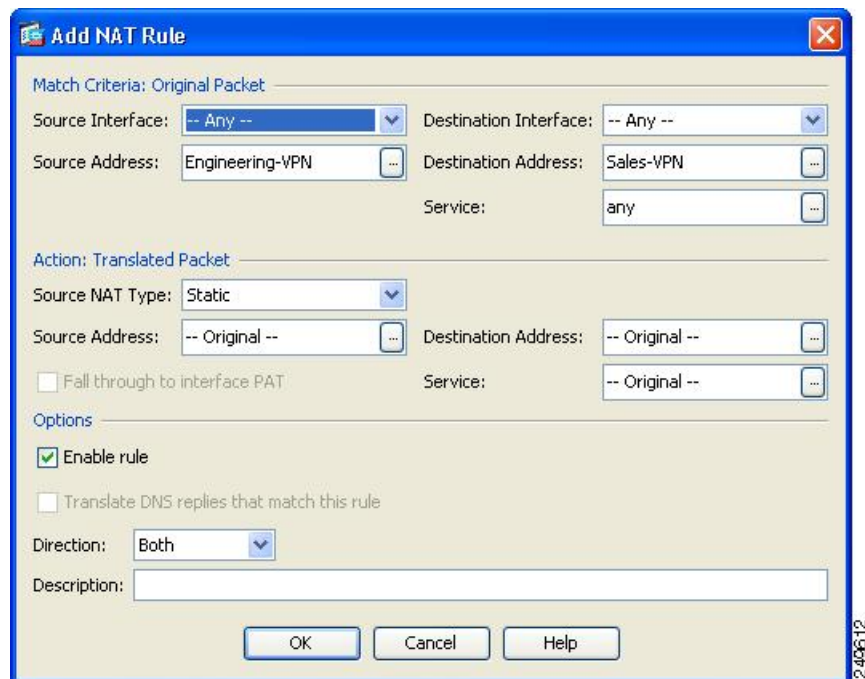 Add NAT Rule
Match Criteria: Original Packet
Source Interface: -- Any -- Destination Interface: -- Any --
Source Address: Engineering-VPN ... Destination Address: Sales-VPN ...
Service: any ...
Action: Translated Packet
Source NAT Type: Static
Source Address: -- Original -- ... Destination Address: -- Original -- ...
Fall through to interface PAT Service: -- Original -- ...
Options
Enable rule
Translate DNS replies that match this rule
Direction: Both
Description:
OK Cancel Help
249612